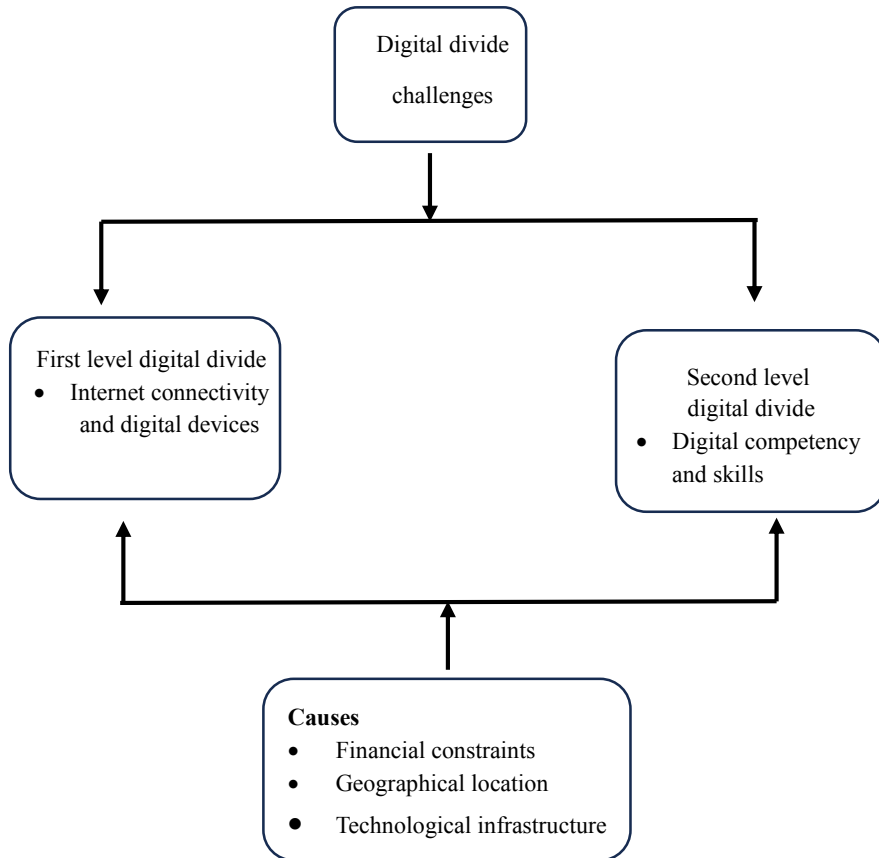 Digital divide
challenges
First level digital divide
• Internet connectivity
and digital devices
Second level
digital divide
• Digital competency
and skills
Causes
• Financial constraints
• Geographical location
• Technological infrastructure